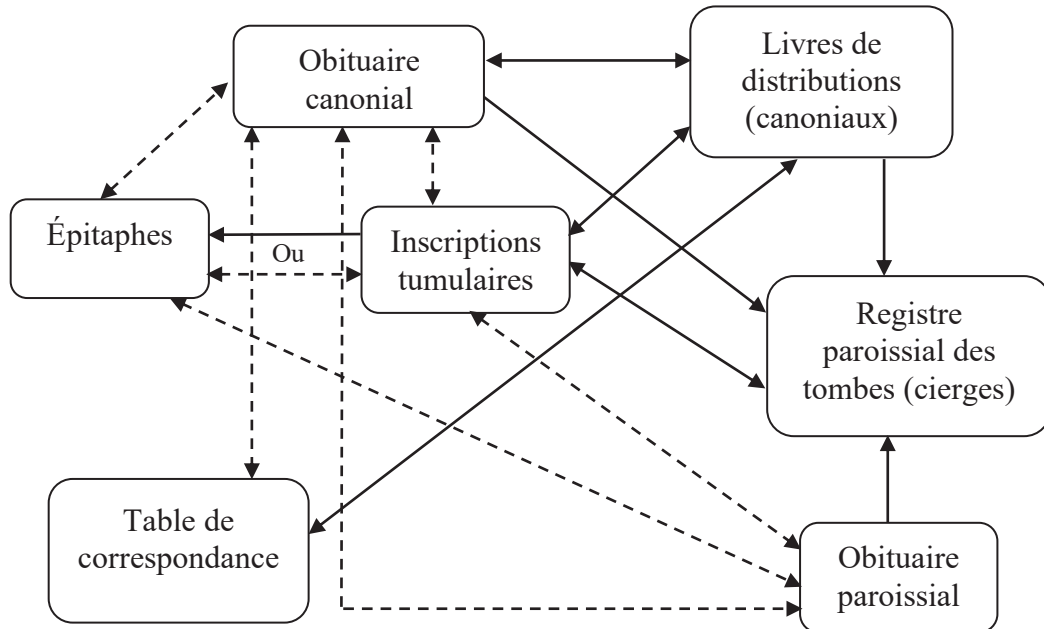 Obituaire
canonial
Livres de
distributions
(canoniaux)
Épitaphes
Ou
Inscriptions
tumulaires
Registre
paroissial des
tombes (cierges)
Table de
correspondance
Obituaire
paroissial